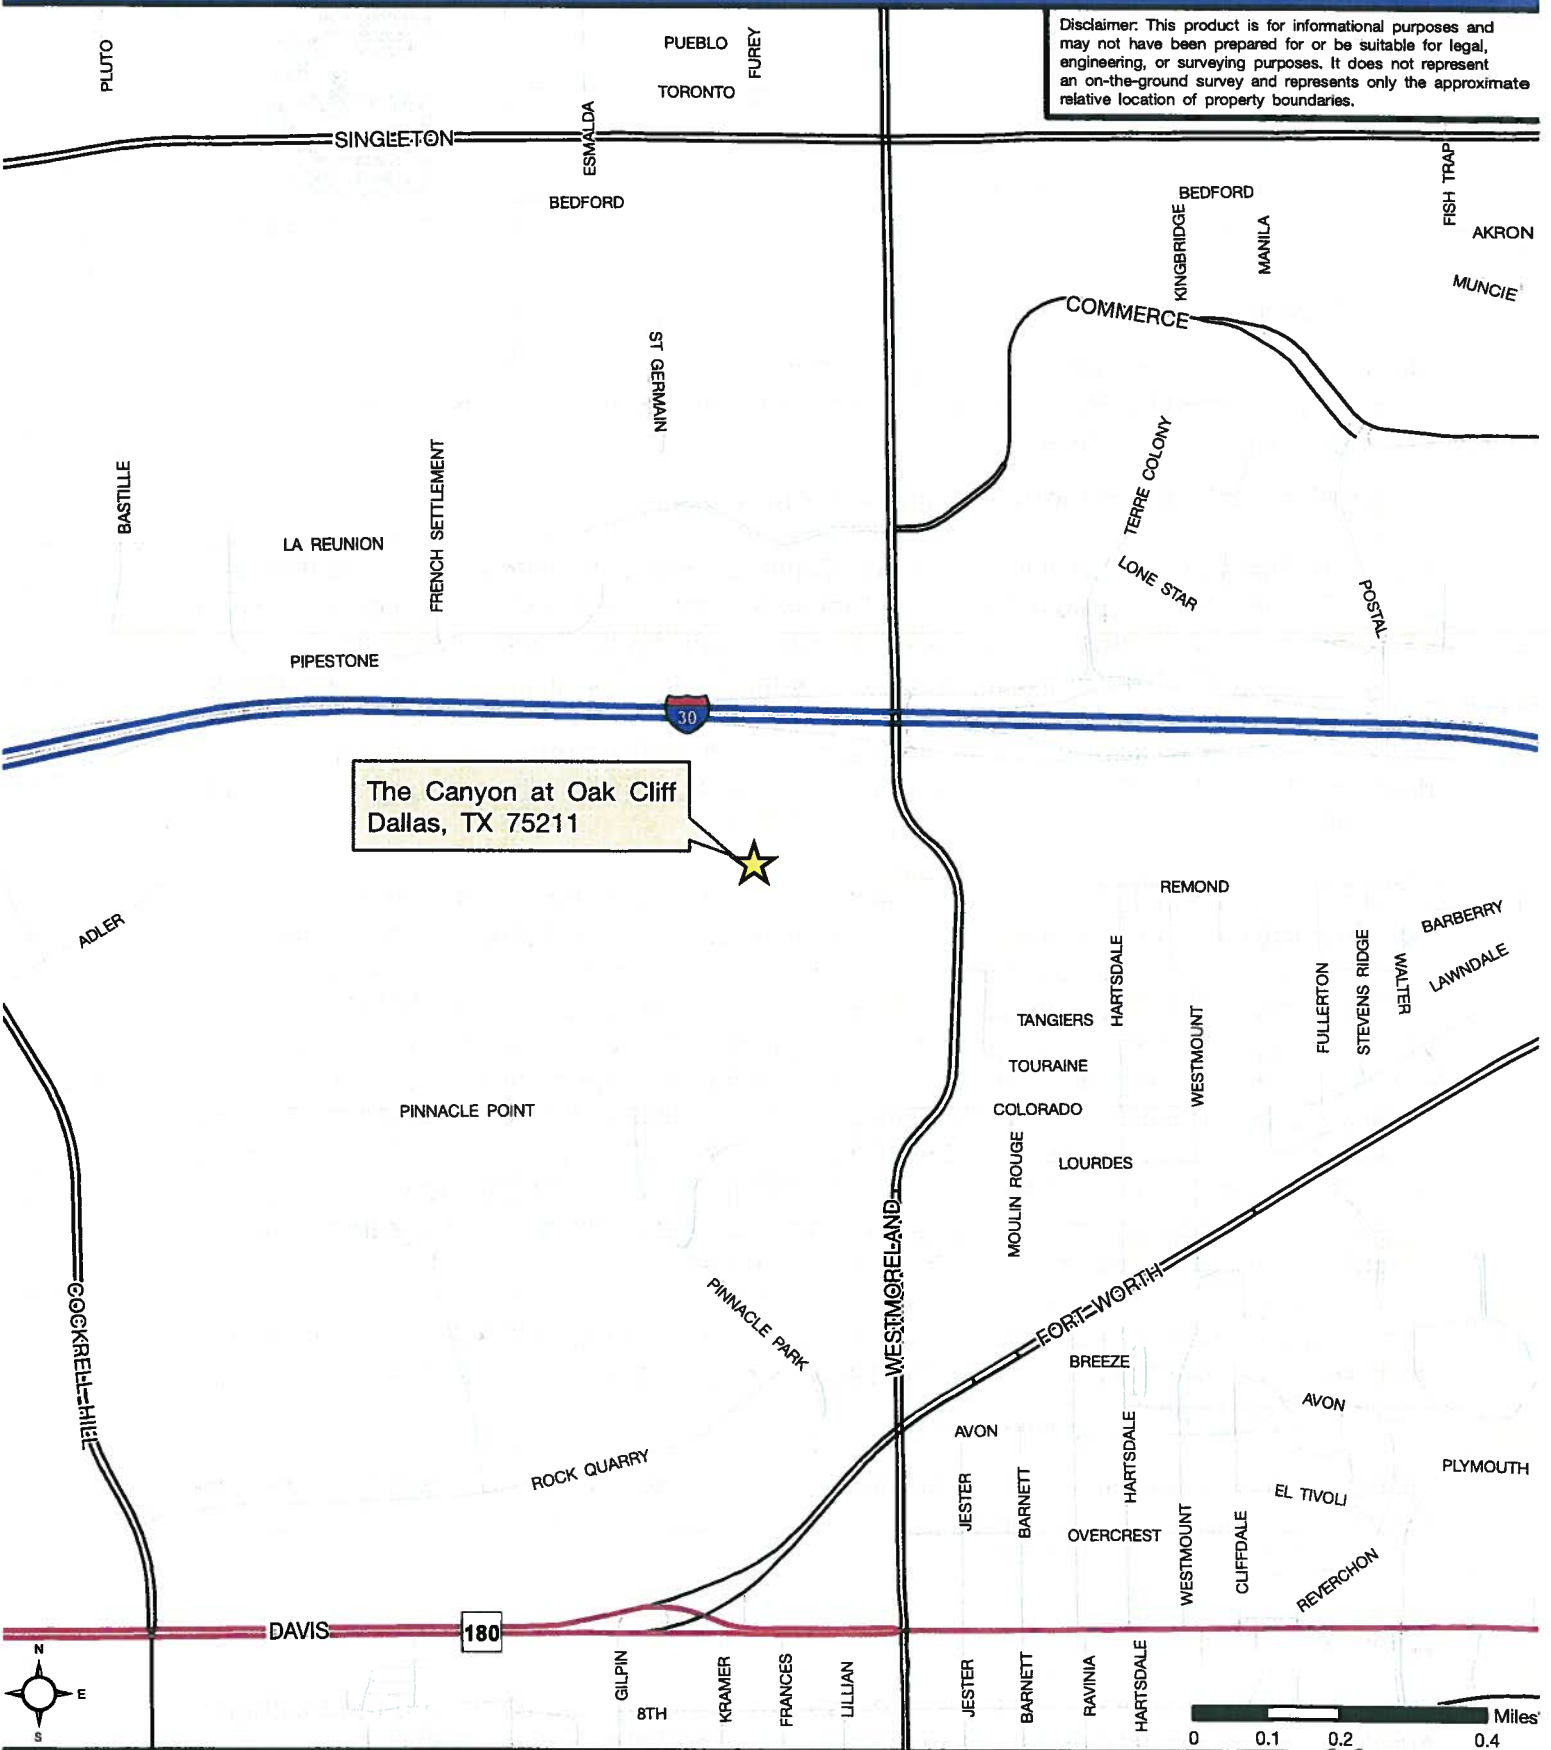 Disclaimer: This product is for informational purposes and
may not have been prepared for or be suitable for legal,
engineering, or surveying purposes. It does not represent
an on-the-ground survey and represents only the approximate
relative location of property boundaries.
PLUTO
PUEBLO
FUREY
TORONTO
ESMALDA
SINGLETON
BEDFORD
BEDFORD
FISH TRAP
KINGBRIDGE
MANILA
AKRON
MUNCIE
COMMERCE
ST GERMAIN
BASTILLE
FRENCH SETTLEMENT
LA REUNION
TERRE COLONY
LONE STAR
POSTAL
PIPESTONE
30
The Canyon at Oak Cliff
Dallas, TX 75211
REMOND
ADLER
BARBERRY
HARTSDALE
FULLERTON
STEVENS RIDGE
WALTER
LAWNDALE
TANGIERS
WESTMOUNT
TOURAINE
PINNACLE POINT
COLORADO
MOULIN ROUGE
LOURDES
WESTMORELAND
COCKRELL HILL
PINNACLE PARK
FORT WORTH
BREEZE
AVON
AVON
HARTSDALE
ROCK QUARRY
PLYMOUTH
JESTER
BARNETT
EL TIVOLI
OVERCREST
WESTMOUNT
CLIFFDALE
REVERCHON
DAVIS
180
N
E
S
GILPIN
8TH
KRAMER
FRANCES
LILLIAN
JESTER
BARNETT
RAVINIA
HARTSDALE
Miles
0 0.1 0.2 0.4